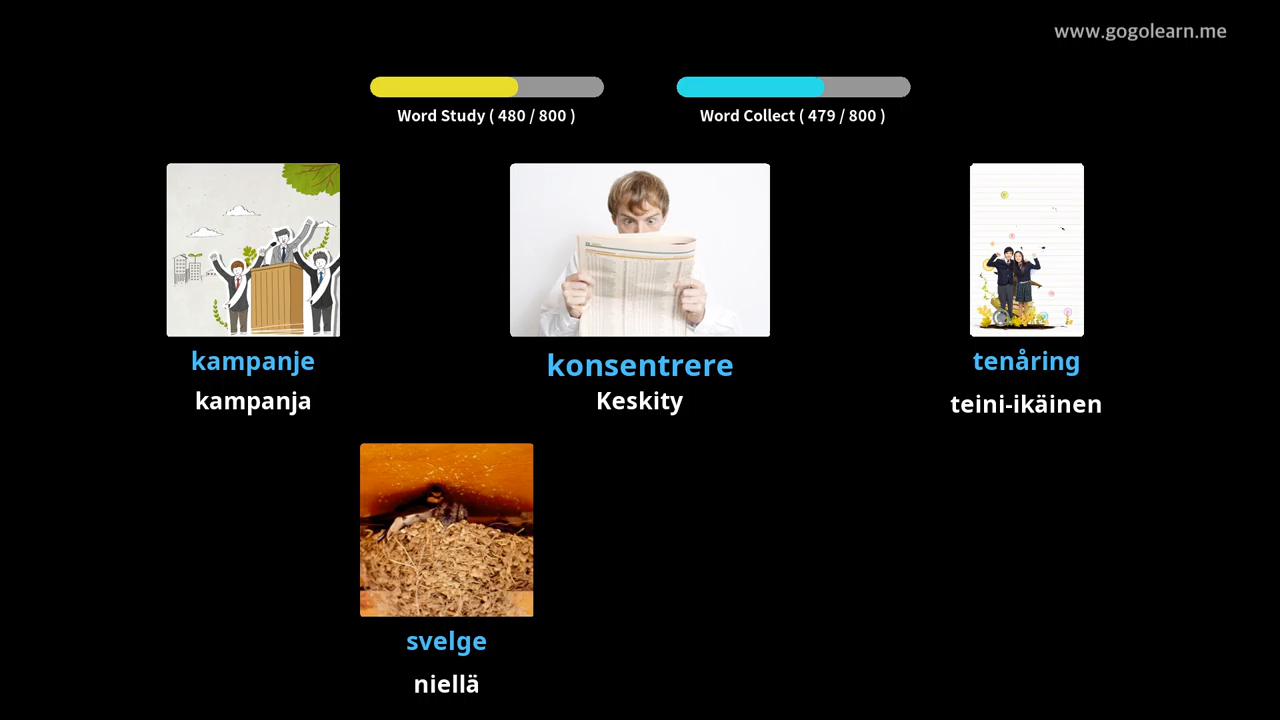 www.gogolearn.me
Word Study ( 480 / 800 )
Word Collect ( 479 / 800 )
kampanje
kampanja
konsentrere
Keskity
tenåring
teini-ikäinen
svelge
niellä